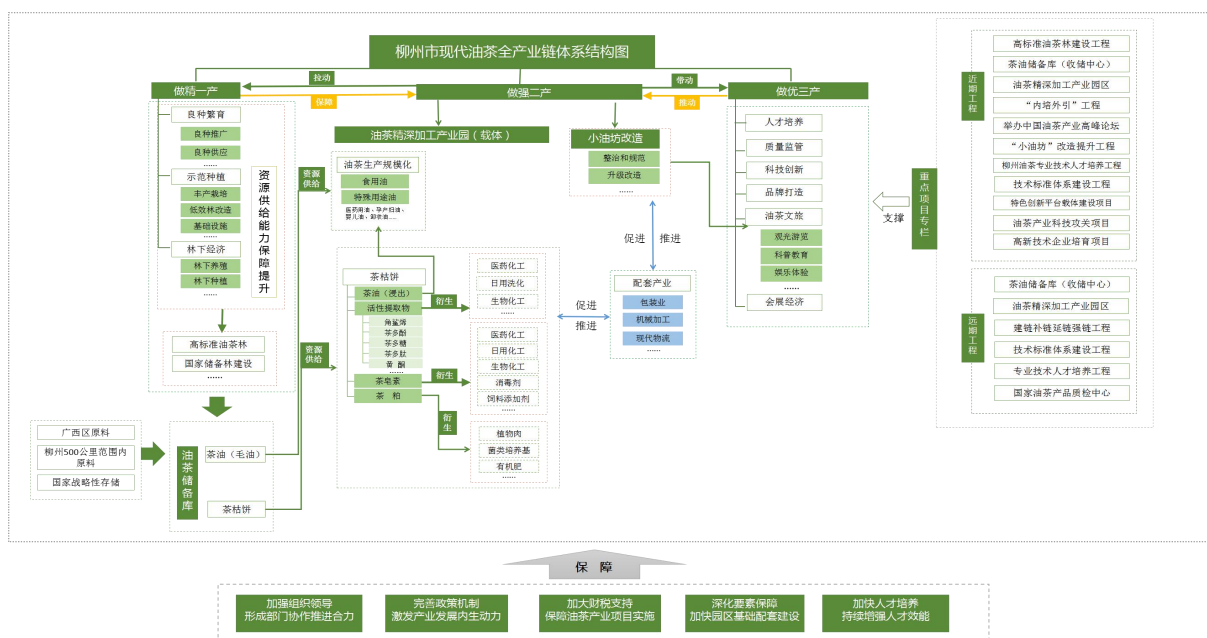 柳州市现代油茶全产业链体系结构图
拉动
带动
做精一产
保障
做强二产
推动
做优三产
良种繁育
良种推广
良种供应
......
示范种植
丰产栽培
低效林改造
基础设施
......
林下经济
林下养殖
林下种植
......
资源供给能力保障提升
高标准油茶林
国家储备林建设
......
广西区原料
柳州500公里范围内
原料
国家战略性存储
油茶储备库
茶油（毛油）
茶枯饼
资源
供给
资源
供给
油茶精深加工产业园（载体）
油茶生产规模化
食用油
特殊用途油
医药用油、孕产妇油、
婴儿油、卸妆油....
茶枯饼
茶油（浸出）
活性提取物
角鲨烯
茶多酚
茶多糖
茶多肽
黄 酮
......
茶皂素
茶 粕
衍生
衍生
衍生
医药化工
日用洗化
生物化工
......
医药化工
日用化工
生物化工
消毒剂
饲料添加剂
......
植物肉
菌类培养基
有机肥
......
小油坊改造
整治和规范
升级改造
......
促进
推进
促进
推进
配套产业
包装业
机械加工
现代物流
......
人才培养
质量监管
科技创新
品牌打造
油茶文旅
观光游览
科普教育
娱乐体验
......
会展经济
支撑
重点项目专栏
近期工程
高标准油茶林建设工程
茶油储备库（收储中心）
油茶精深加工产业园区
“内培外引”工程
举办中国油茶产业高峰论坛
“小油坊”改造提升工程
柳州油茶专业技术人才培养工程
技术标准体系建设工程
特色创新平台载体建设项目
油茶产业科技攻关项目
高新技术企业培育项目
远期工程
茶油储备库（收储中心）
油茶精深加工产业园区
建链补链延链强链工程
技术标准体系建设工程
专业技术人才培养工程
国家油茶产品质检中心
保 障
加强组织领导
形成部门协作推进合力
完善政策机制
激发产业发展内生动力
加大财税支持
保障油茶产业项目实施
深化要素保障
加快园区基础配套建设
加快人才培养
持续增强人才效能